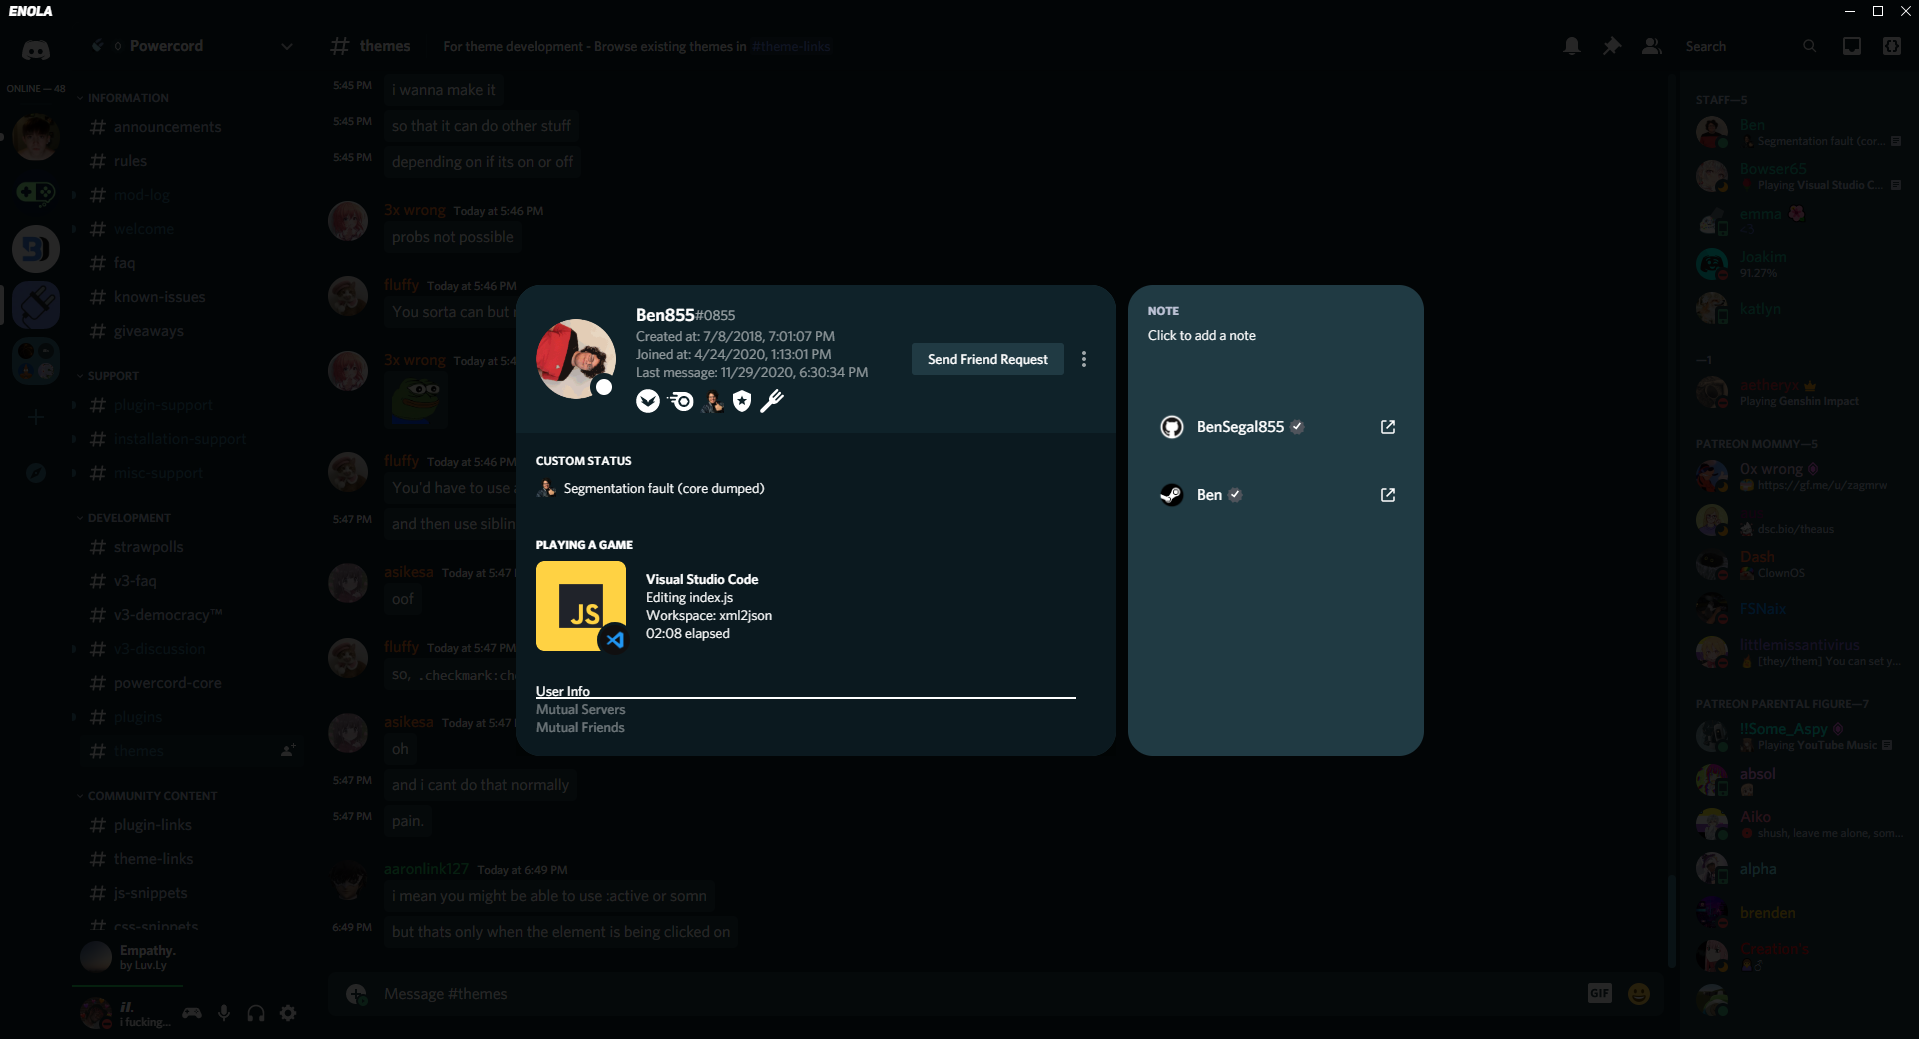 ENOLA
Powercord
ONLINE — 48
INFORMATION
announcements
rules
mod-log
welcome
faq
known-issues
giveaways
SUPPORT
plugin-support
installation-support
misc-support
DEVELOPMENT
strawpolls
v3-faq
v3-democracy™
v3-discussion
powercord-core
plugins
themes
COMMUNITY CONTENT
plugin-links
theme-links
js-snippets
css-snippets
Empathy.
by Luv.Ly
il.
i fucking...
themes
For theme development - Browse existing themes in #theme-links
Search
5:45 PM i wanna make it
5:45 PM so that it can do other stuff
5:45 PM depending on if its on or off
3x wrong Today at 5:46 PM
probs not possible
fluffy Today at 5:46 PM
You sorta can but
3x wrong Today at 5:4
fluffy Today at 5:46 PM
You'd have to use
5:47 PM and then use siblin
asikesa Today at 5:47
oof
fluffy Today at 5:47 PM
so, .checkmark:che
asikesa Today at 5:47
oh
5:47 PM and i cant do that normally
5:47 PM pain.
aaronlink127 Today at 6:49 PM
i mean you might be able to use :active or somn
6:49 PM but thats only when the element is being clicked on
Message #themes
GIF
Ben855#0855
Created at: 7/8/2018, 7:01:07 PM
Joined at: 4/24/2020, 1:13:01 PM
Last message: 11/29/2020, 6:30:34 PM
Send Friend Request
CUSTOM STATUS
Segmentation fault (core dumped)
PLAYING A GAME
JS
Visual Studio Code
Editing index.js
Workspace: xml2json
02:08 elapsed
User Info
Mutual Servers
Mutual Friends
NOTE
Click to add a note
BenSegal855
Ben
STAFF—5
Ben
Segmentation fault (cor...
Bowser65
Playing Visual Studio C...
emma
<3
Joakim
91.27%
katlyn
—1
aetheryx
Playing Genshin Impact
PATREON MOMMY—5
0x wrong
https://gf.me/u/zagmrw
dsc.bio/theaus
Dash
ClownOS
FSNaix
littlemissantivirus
[they/them] You can set y...
PATREON PARENTAL FIGURE—7
!!Some_Aspy
Playing YouTube Music
absol
Aiko
shush, leave me alone, som...
alpha
brenden
Creation's